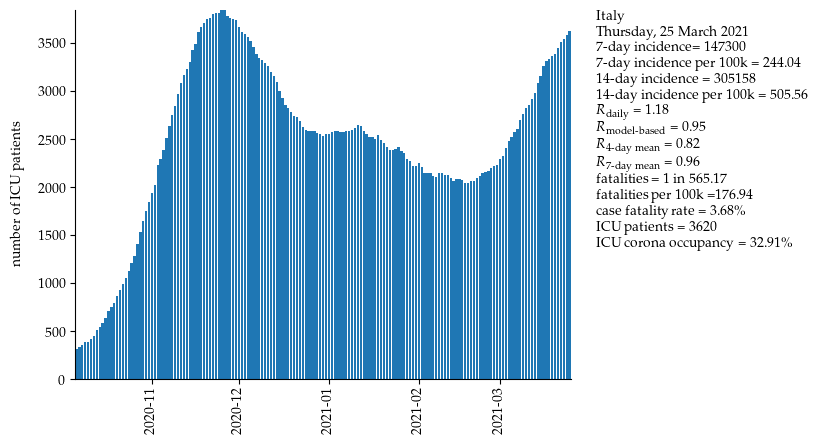 Italy
Thursday, 25 March 2021
7-day incidence= 147300
7-day incidence per 100k = 244.04
14-day incidence = 305158
14-day incidence per 100k = 505.56
R_daily = 1.18
R_model-based = 0.95
R_4-day mean = 0.82
R_7-day mean = 0.96
fatalities = 1 in 565.17
fatalities per 100k =176.94
case fatality rate = 3.68%
ICU patients = 3620
ICU corona occupancy = 32.91%
number of ICU patients
3500
3000
2500
2000
1500
1000
500
0
2020-11
2020-12
2021-01
2021-02
2021-03